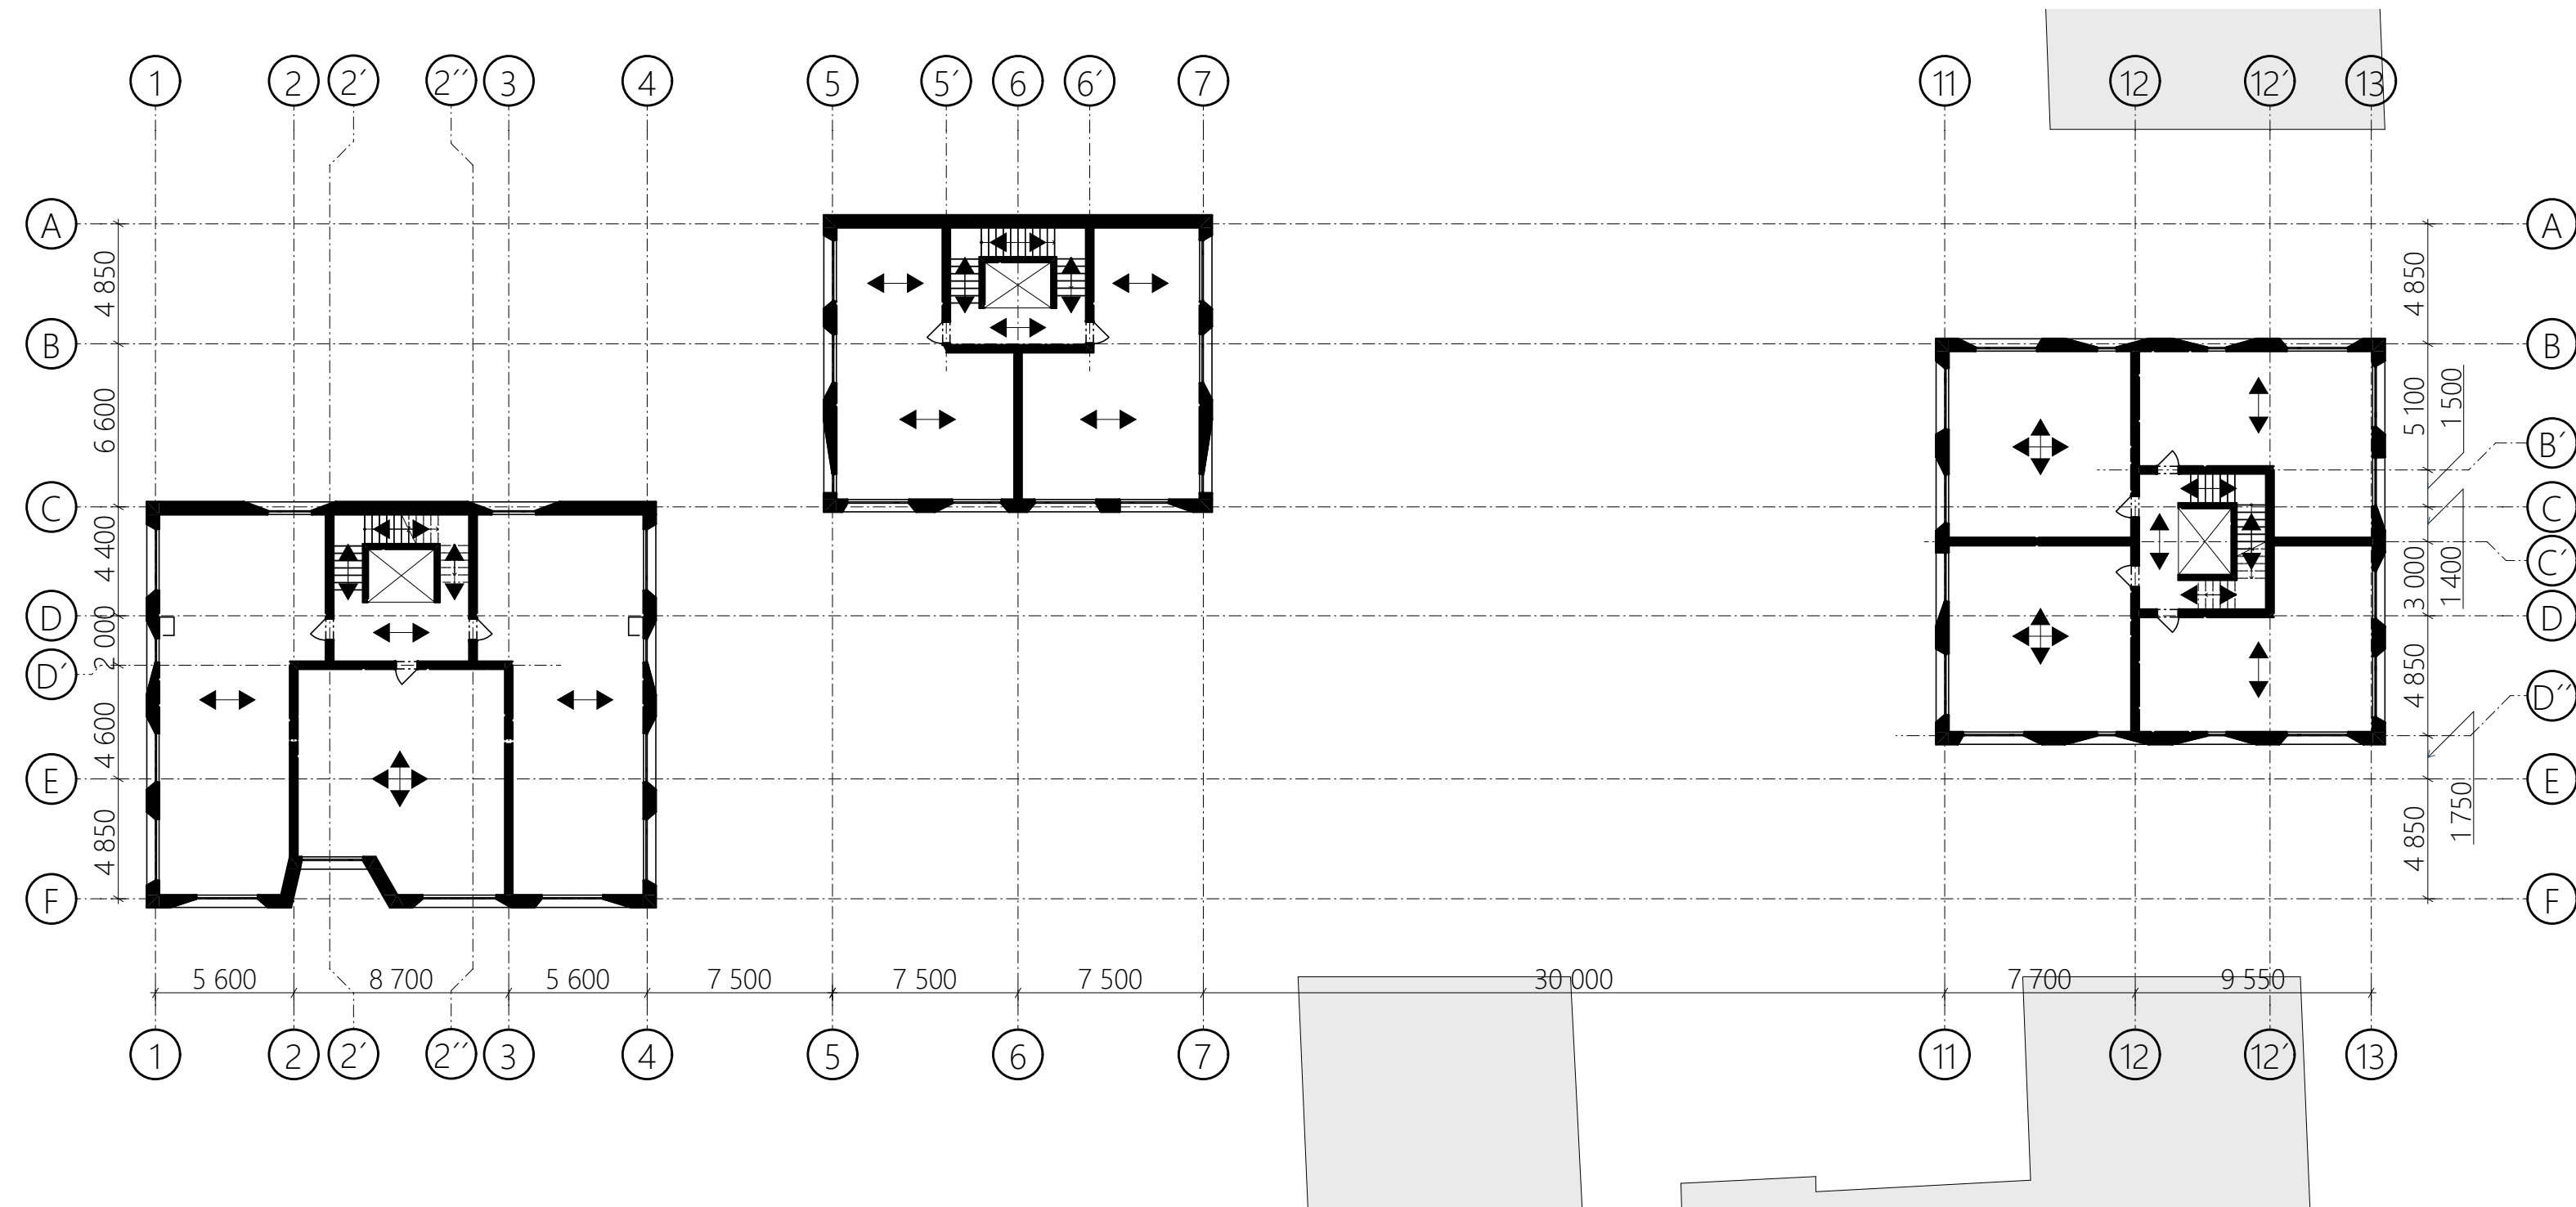 1 2 2′ 2′′ 3 4 5 5′ 6 6′ 7 11 12 12′ 13
A A
4 850 4 850
B B
6 600 5 100 1 500
B′
C C
4 400 3 000 1 400
C′
D D
2 000
D′ 4 850 D′′
4 600
E E
4 850 4 850 1 750
F F
5 600 8 700 5 600 7 500 7 500 7 500 30 000 7 700 9 550
1 2 2′ 2′′ 3 4 5 6 7 11 12 12′ 13